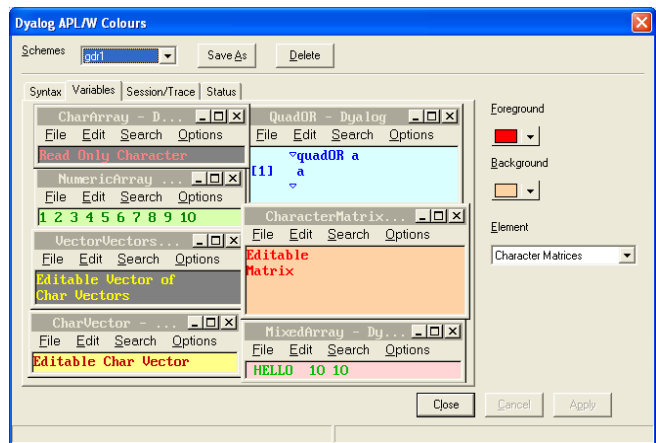 Dyalog APL/W Colours
Schemes gdr1 Save As Delete
Syntax Variables Session/Trace Status
CharArray - D...
File Edit Search Options
Read Only Character
NumericArray ...
File Edit Search Options
1 2 3 4 5 6 7 8 9 10
VectorVectors...
File Edit Search Options
Editable Vector of
Char Vectors
CharVector - ...
File Edit Search Options
Editable Char Vector
QuadOR - Dyalog
File Edit Search Options
▽quadOR a
[1] a
▽
CharacterMatrix...
File Edit Search Options
Editable
Matrix
MixedArray - Dy...
File Edit Search Options
HELLO 10 10
Foreground
Background
Element
Character Matrices
Close Cancel Apply